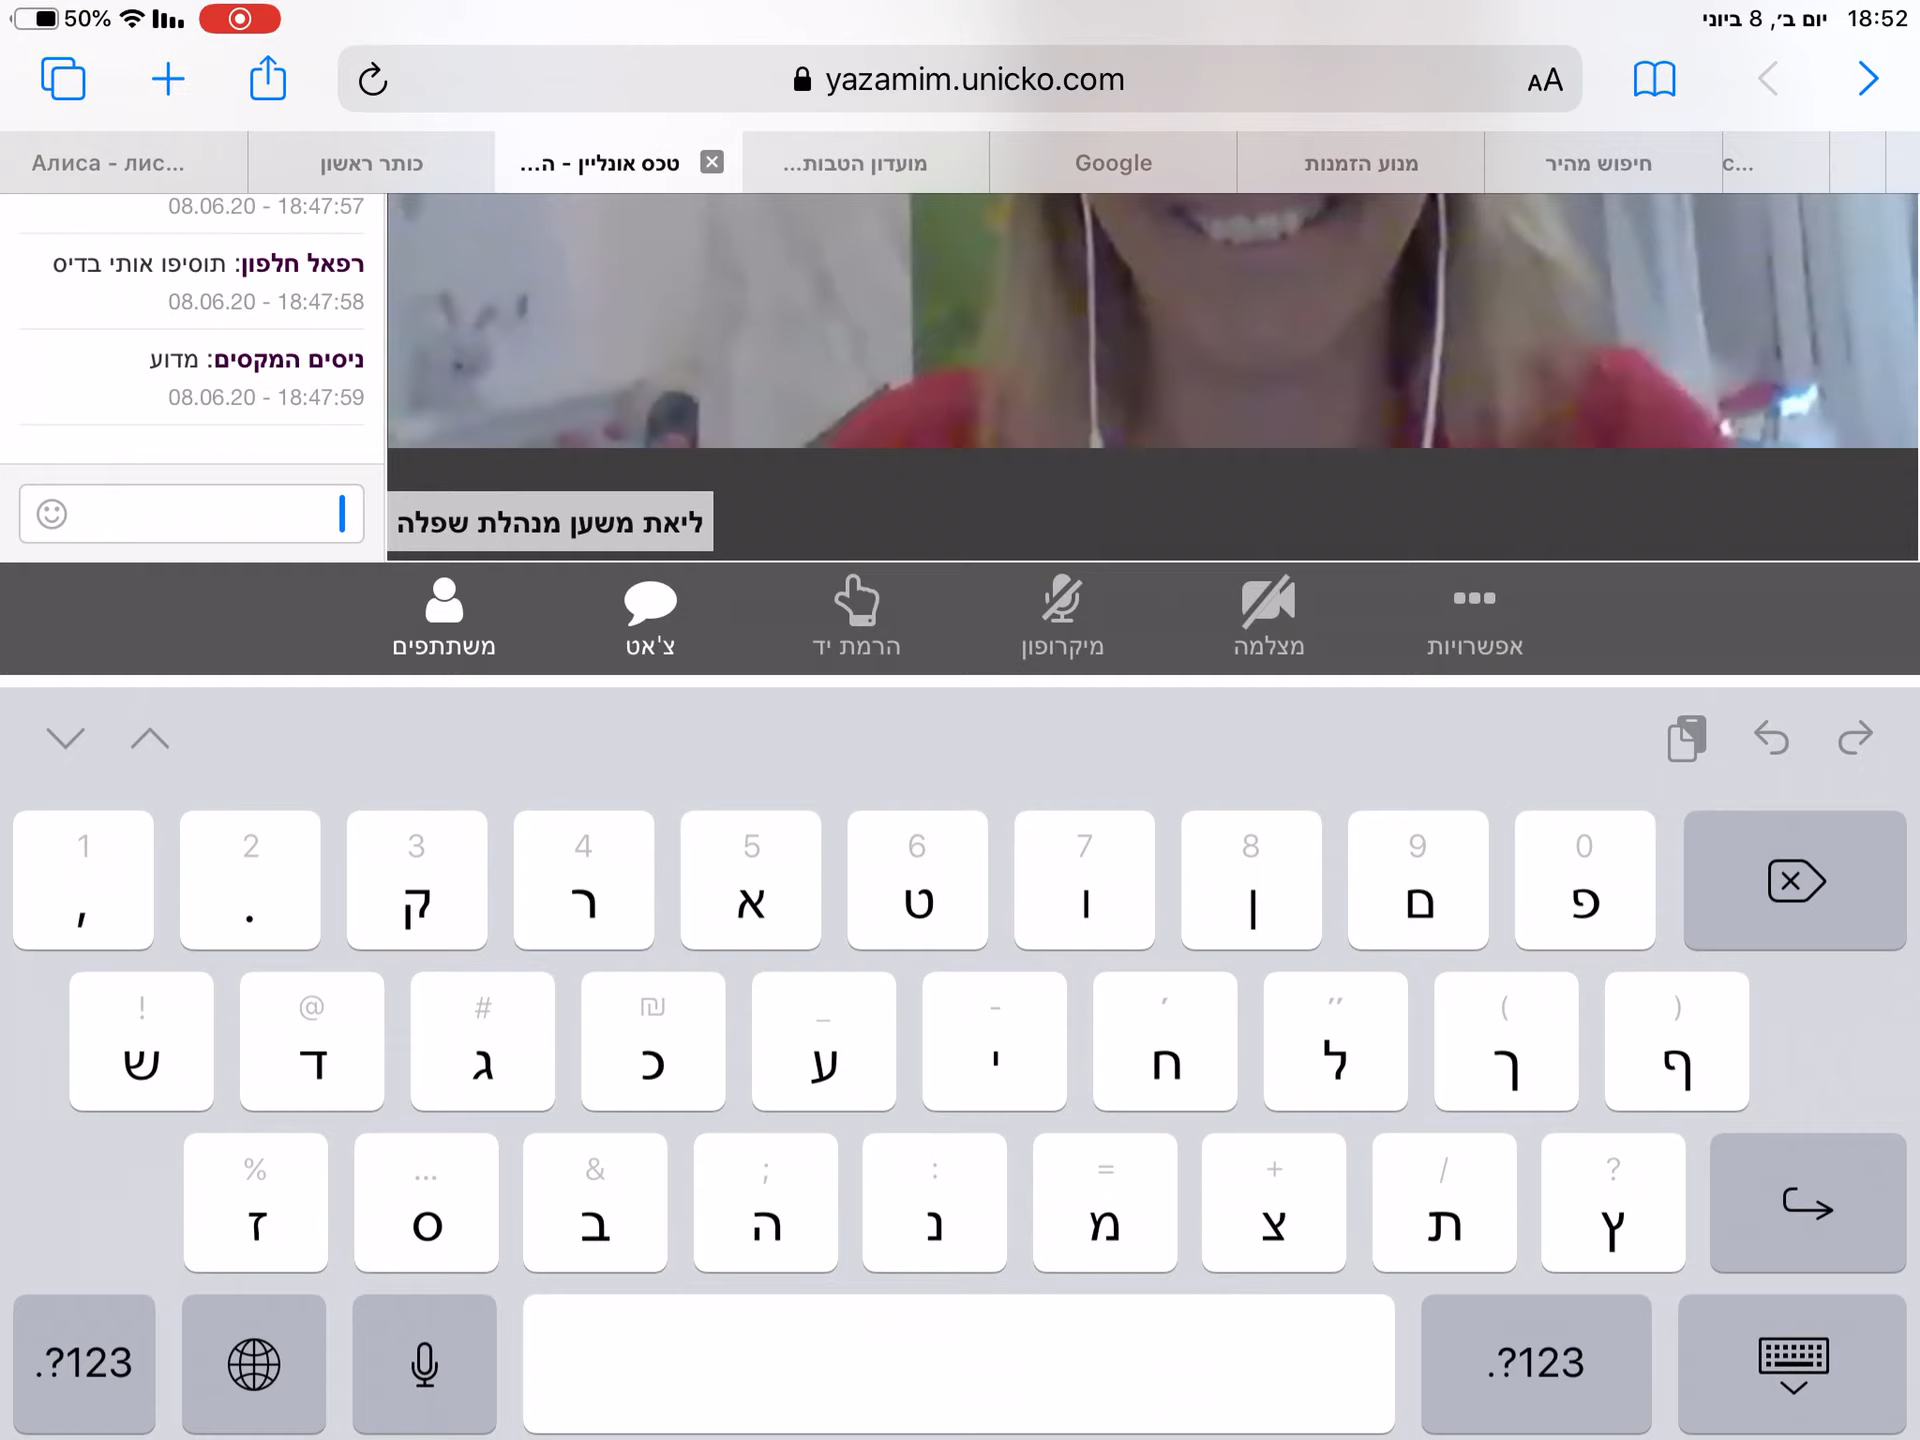 50%
יום ב׳, 8 ביוני 18:52
yazamim.unicko.com
AA
Алиса - лис...
כותר ראשון
טכס אונליין - ה...
מועדון הטבות...
Google
מנוע הזמנות
חיפוש מהיר
с...
08.06.20 - 18:47:57
רפאל חלפון: תוסיפו אותי בדיס
08.06.20 - 18:47:58
ניסים המקסים: מדוע
08.06.20 - 18:47:59
ליאת משען מנהלת שפלה
משתתפים
צ'אט
הרמת יד
מיקרופון
מצלמה
אפשרויות
1 2 3 4 5 6 7 8 9 0
, . ק ר א ט ו ן ם פ
! @ # ₪ _ - ׳ ״ ( )
ש ד ג כ ע י ח ל ך ף
% ... & ; : = + / ?
ז ס ב ה נ מ צ ת ץ
.?123
.?123